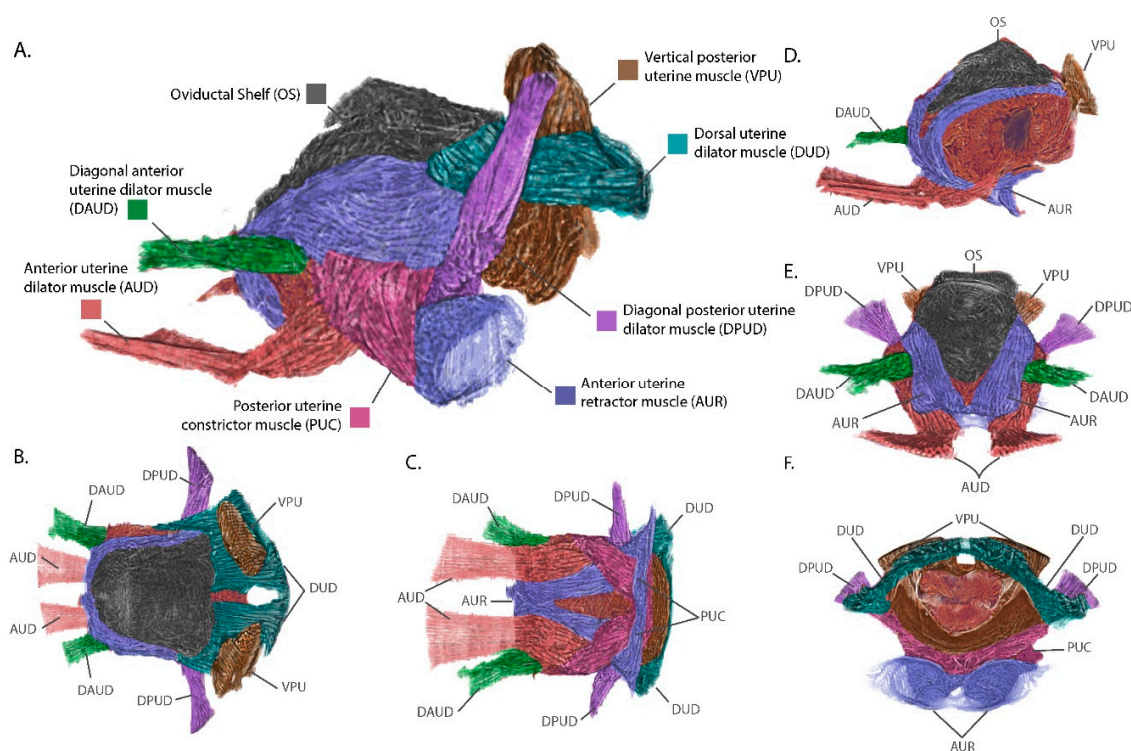 A.
Oviductal Shelf (OS)
Vertical posterior
uterine muscle (VPU)
Dorsal uterine
dilator muscle (DUD)
Diagonal anterior
uterine dilator muscle
(DAUD)
Anterior uterine
dilator muscle (AUD)
Diagonal posterior uterine
dilator muscle (DPUD)
Anterior uterine
retractor muscle (AUR)
Posterior uterine
constrictor muscle (PUC)
D.
OS
VPU
DAUD
AUD
AUR
E.
OS
VPU
VPU
DPUD
DPUD
DAUD
DAUD
AUR
AUR
AUD
B.
DPUD
DAUD
VPU
AUD
DUD
AUD
DAUD
DPUD
VPU
C.
DPUD
DAUD
DUD
AUD
AUR
PUC
DAUD
DPUD
DUD
F.
VPU
DUD
DUD
DPUD
DPUD
PUC
AUR